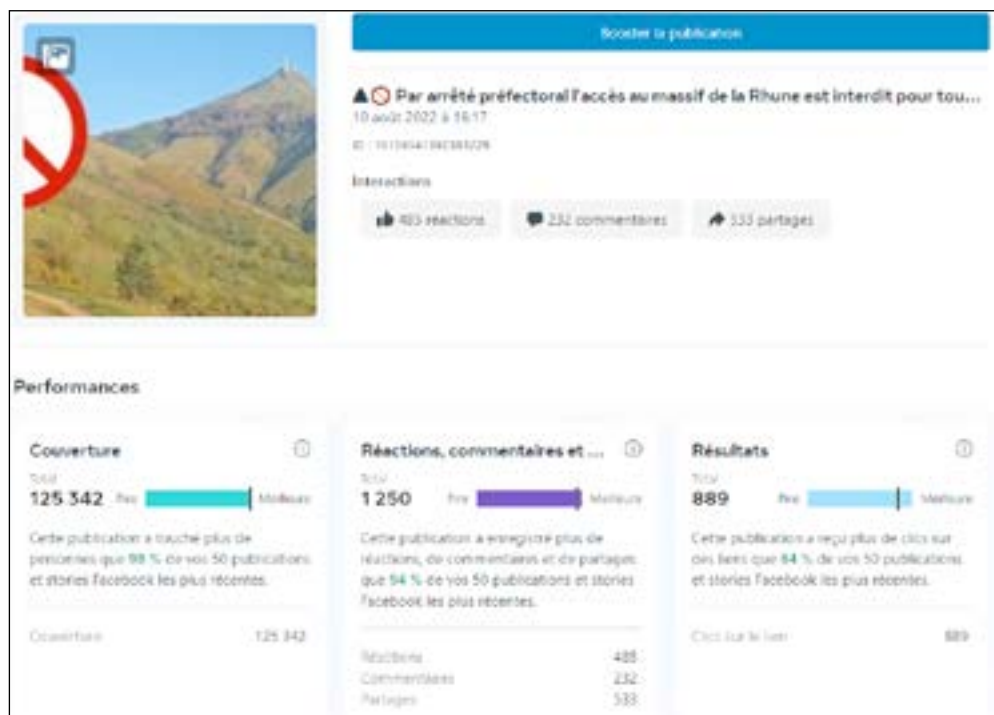 Booster la publication
Par arrêté préfectoral l'accès au massif de la Rhune est interdit pour tou...
10 août 2022 à 16:17
ID :
Interactions
485 réactions
232 commentaires
533 partages
Performances
Couverture
Total
125 342 Pire Meilleure
Cette publication a touché plus de
personnes que 98 % de vos 50 publications
et stories Facebook les plus récentes.
Couverture 125 342
Réactions, commentaires et ...
Total
1 250 Pire Meilleure
Cette publication a enregistré plus de
réactions, de commentaires et de partages
que 94 % de vos 50 publications et stories
Facebook les plus récentes.
Réactions 485
Commentaires 232
Partages 533
Résultats
Total
889 Pire Meilleure
Cette publication a reçu plus de clics sur
des liens que 84 % de vos 50 publications
et stories Facebook les plus récentes.
Clics sur le lien 889